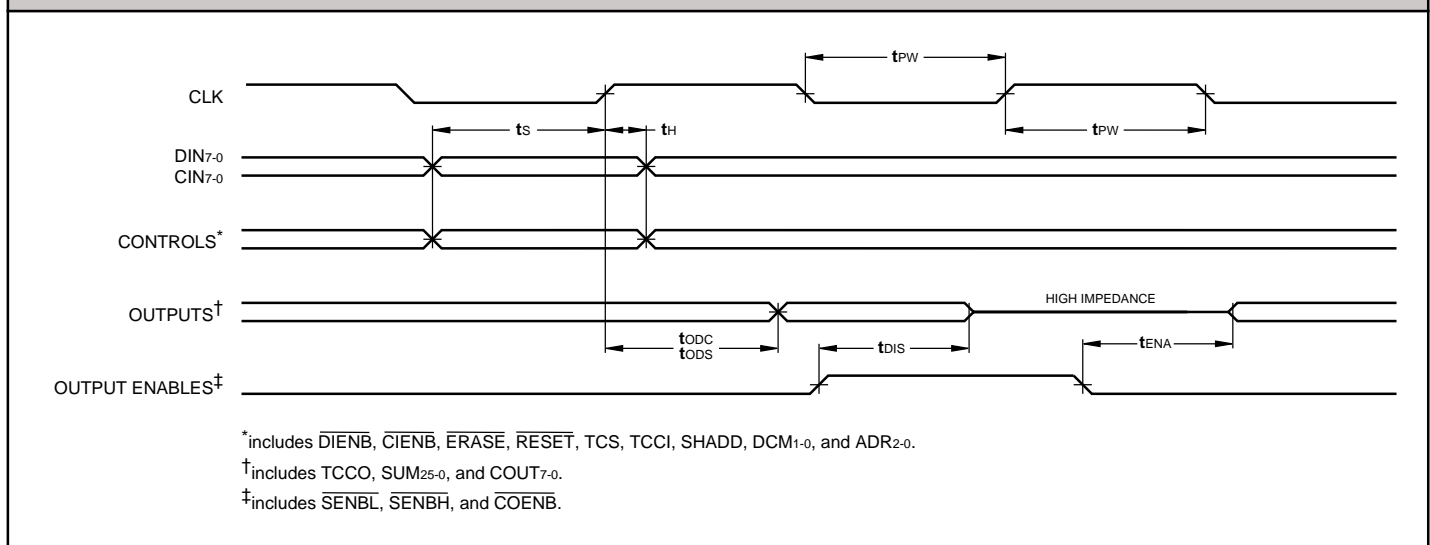 tPW
CLK
tS
tH
tPW
DIN7-0
CIN7-0
CONTROLS*
HIGH IMPEDANCE
OUTPUTS†
tODC
tODS
tDIS
tENA
OUTPUT ENABLES‡
*includes DIENB, CIENB, ERASE, RESET, TCS, TCCI, SHADD, DCM1-0, and ADR2-0.
†includes TCCO, SUM25-0, and COUT7-0.
‡includes SENBL, SENBH, and COENB.